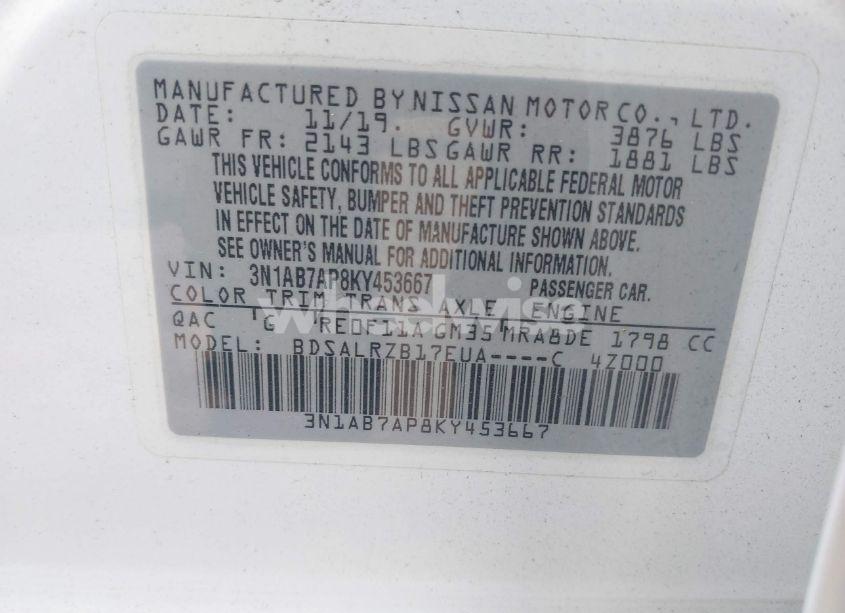 MANUFACTURED BY NISSAN MOTOR CO., LTD.
DATE: 11/19. GVWR: 3876 LBS
GAWR FR: 2143 LBS GAWR RR: 1881 LBS
THIS VEHICLE CONFORMS TO ALL APPLICABLE FEDERAL MOTOR
VEHICLE SAFETY, BUMPER AND THEFT PREVENTION STANDARDS
IN EFFECT ON THE DATE OF MANUFACTURE SHOWN ABOVE.
SEE OWNER'S MANUAL FOR ADDITIONAL INFORMATION.
VIN: 3N1AB7AP8KY453667 PASSENGER CAR.
COLOR TRIM TRANS AXLE ENGINE
QAC G RE0F11A GM35 MRA8DE 1798 CC
MODEL: BDSALRZB17EUA----C 4Z000
3N1AB7AP8KY453667